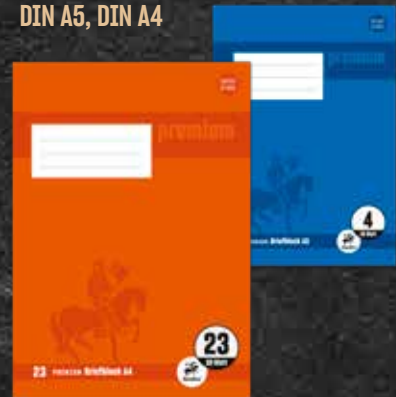 DIN A5, DIN A4
premium
premium
4
Briefblock A5
23
23 PREMIUM Briefblock A4